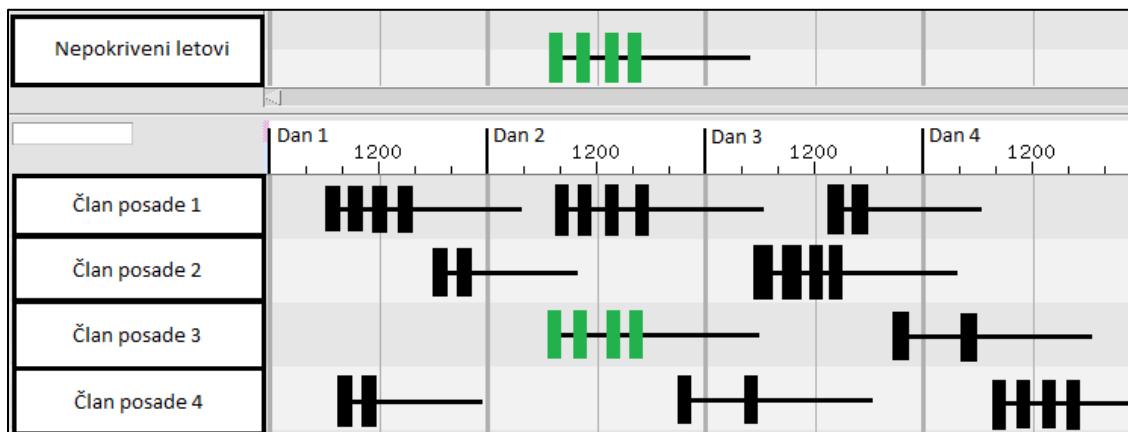 Nepokriveni letovi
Dan 1 Dan 2 Dan 3 Dan 4
1200 1200 1200 1200
Član posade 1
Član posade 2
Član posade 3
Član posade 4